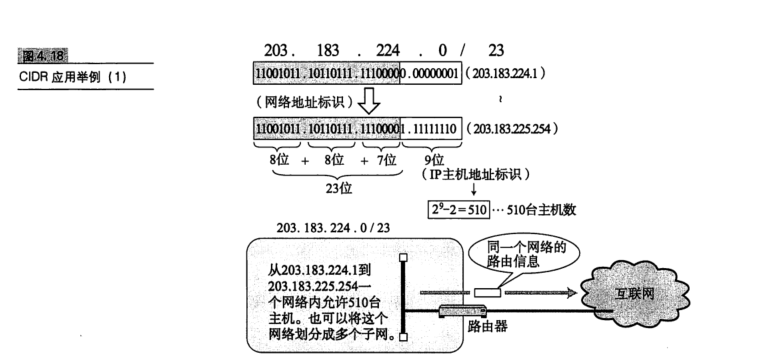 图4.18
CIDR 应用举例（1）
203 . 183 . 224 . 0 / 23
11001011 . 10110111 . 11100000 . 00000001（203.183.224.1）
（网络地址标识）
~
11001011 . 10110111 . 11100001 . 11111110（203.183.225.254）
8位 + 8位 + 7位 9位
23位
（IP主机地址标识）
2⁹−2=510 … 510台主机数
203 . 183 . 224 . 0 / 23
同一个网络的
路由信息
从203.183.224.1到
203.183.225.254一
个网络内允许510台
主机。也可以将这个
网络划分成多个子网。
互联网
路由器